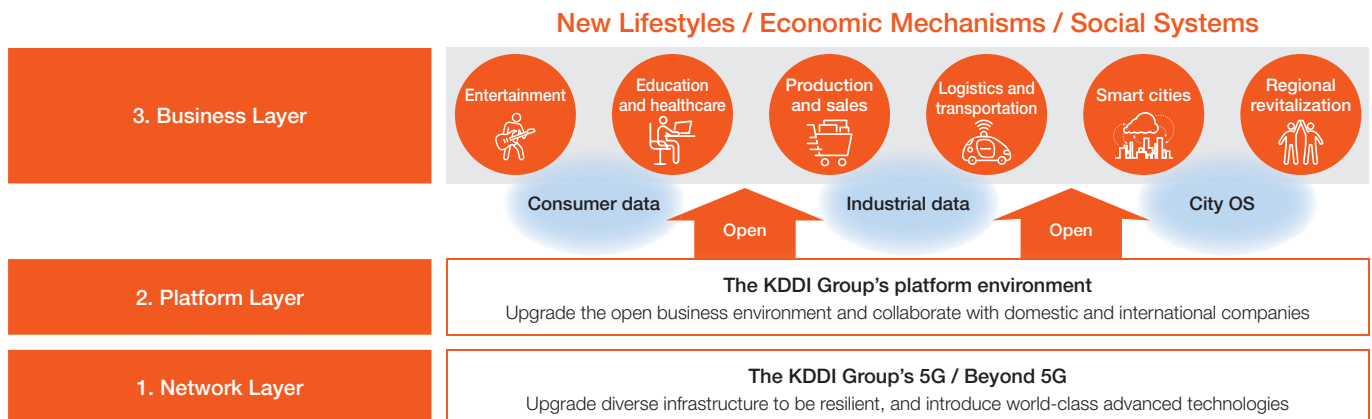 New Lifestyles / Economic Mechanisms / Social Systems
3. Business Layer
Entertainment
Education
and healthcare
Production
and sales
Logistics and
transportation
Smart cities
Regional
revitalization
Consumer data
Open
Industrial data
Open
City OS
2. Platform Layer
The KDDI Group's platform environment
Upgrade the open business environment and collaborate with domestic and international companies
1. Network Layer
The KDDI Group's 5G / Beyond 5G
Upgrade diverse infrastructure to be resilient, and introduce world-class advanced technologies